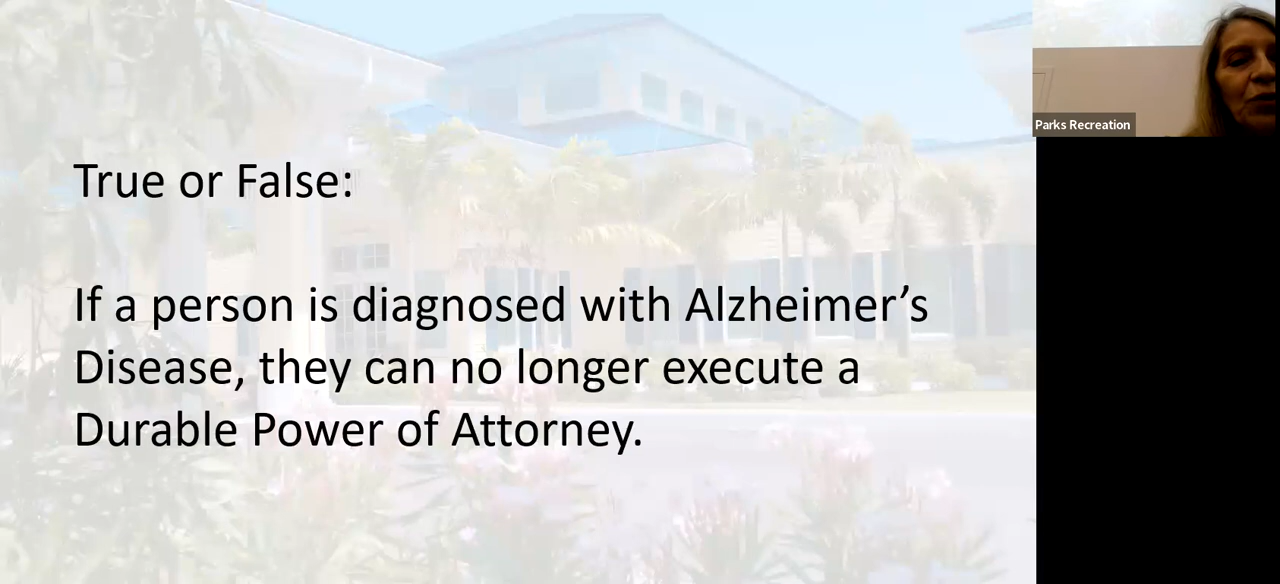 True or False:
If a person is diagnosed with Alzheimer’s
Disease, they can no longer execute a
Durable Power of Attorney.
Parks Recreation